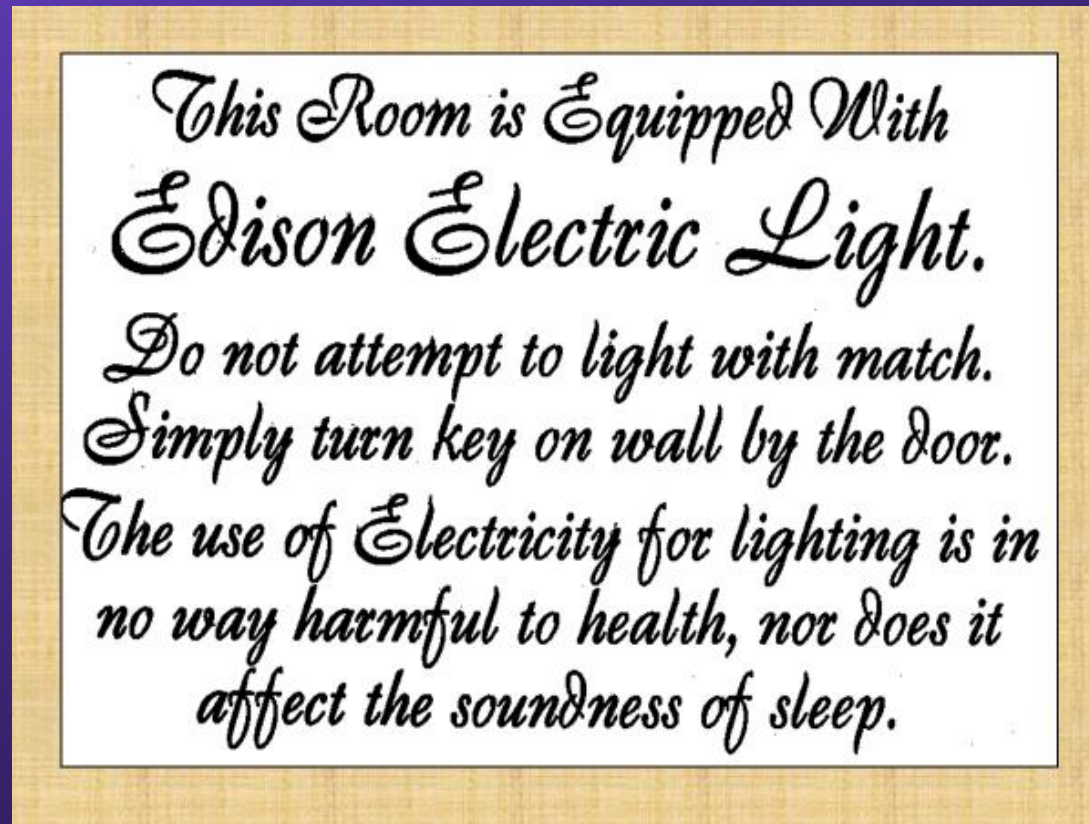 This Room is Equipped With
Edison Electric Light.
Do not attempt to light with match.
Simply turn key on wall by the door.
The use of Electricity for lighting is in
no way harmful to health, nor does it
affect the soundness of sleep.